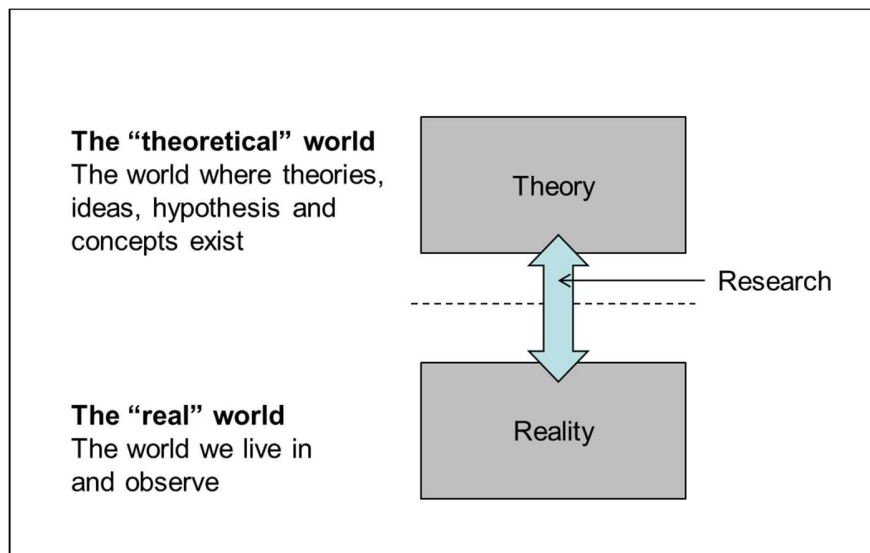 The “theoretical” world
The world where theories,
ideas, hypothesis and
concepts exist
Theory
Research
The “real” world
The world we live in
and observe
Reality